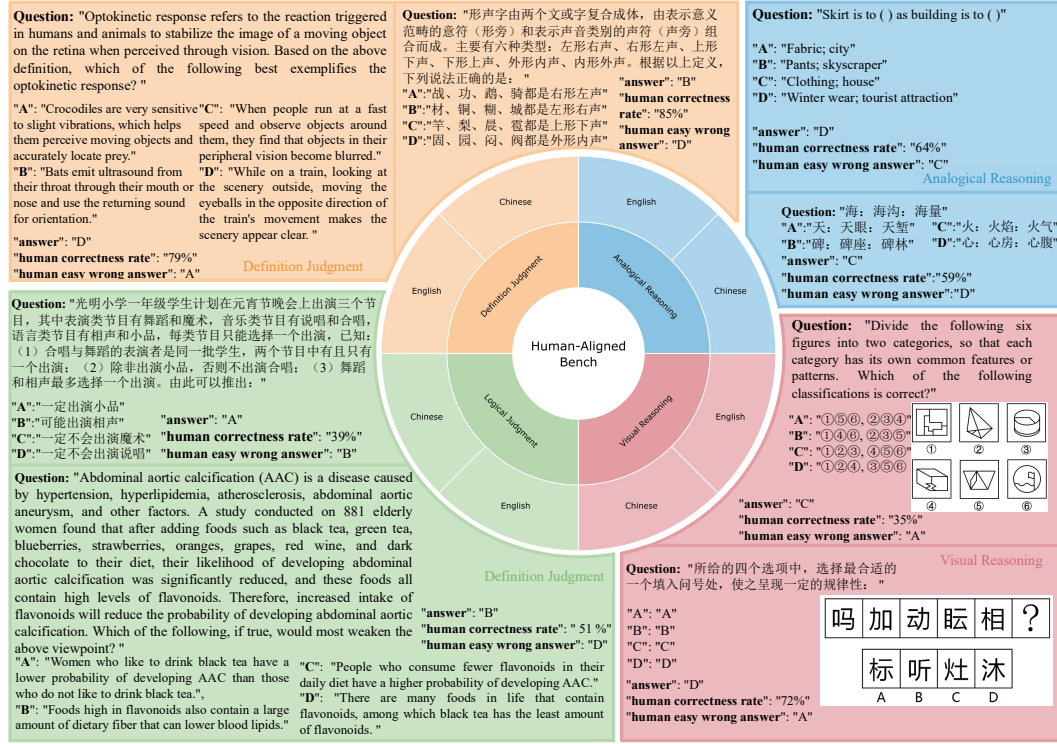 Question: "Optokinetic response refers to the reaction triggered
in humans and animals to stabilize the image of a moving object
on the retina when perceived through vision. Based on the above
definition, which of the following best exemplifies the
optokinetic response? "
"A": "Crocodiles are very sensitive
to slight vibrations, which helps
them perceive moving objects and
accurately locate prey."
"B": "Bats emit ultrasound from
their throat through their mouth or
nose and use the returning sound
for orientation."
"C": "When people run at a fast
speed and observe objects around
them, they find that objects in their
peripheral vision become blurred."
"D": "While on a train, looking at
the scenery outside, moving the
eyeballs in the opposite direction of
the train's movement makes the
scenery appear clear. "
"answer": "D"
"human correctness rate": "79%"
"human easy wrong answer": "A"
Definition Judgment
Question: "形声字由两个文或字复合成体，由表示意义
范畴的意符（形旁）和表示声音类别的声符（声旁）组
合而成。主要有六种类型：左形右声、右形左声、上形
下声、下形上声、外形内声、内形外声。根据以上定义，
下列说法正确的是： "
"A":"战、功、鹉、骑都是右形左声"
"B":"材、铜、糊、城都是左形右声"
"C":"竿、梨、晨、雹都是上形下声"
"D":"固、园、闷、阀都是外形内声"
"answer": "B"
"human correctness
rate": "85%"
"human easy wrong
answer": "D"
Question: "Skirt is to ( ) as building is to ( )"
"A": "Fabric; city"
"B": "Pants; skyscraper"
"C": "Clothing; house"
"D": "Winter wear; tourist attraction"
"answer": "D"
"human correctness rate": "64%"
"human easy wrong answer": "C"
Analogical Reasoning
Question: "海：海沟：海量"
"A":"天：天眼：天堑"
"C":"火：火焰：火气"
"B":"碑：碑座：碑林"
"D":"心：心房：心腹"
"answer": "C"
"human correctness rate":"59%"
"human easy wrong answer":"D"
Chinese
English
English
Chinese
Definition Judgment
Analogical Reasoning
Human-Aligned
Bench
Logical Judgment
Visual Reasoning
Chinese
English
English
Chinese
Question: "光明小学一年级学生计划在元宵节晚会上出演三个节
目，其中表演类节目有舞蹈和魔术，音乐类节目有说唱和合唱，
语言类节目有相声和小品，每类节目只能选择一个出演，已知：
（1）合唱与舞蹈的表演者是同一批学生，两个节目中有且只有
一个出演；（2）除非出演小品，否则不出演合唱；（3）舞蹈
和相声最多选择一个出演。由此可以推出："
"A":"一定出演小品"
"B":"可能出演相声"
"C":"一定不会出演魔术"
"D":"一定不会出演说唱"
"answer": "A"
"human correctness rate": "39%"
"human easy wrong answer": "B"
Question: "Abdominal aortic calcification (AAC) is a disease caused
by hypertension, hyperlipidemia, atherosclerosis, abdominal aortic
aneurysm, and other factors. A study conducted on 881 elderly
women found that after adding foods such as black tea, green tea,
blueberries, strawberries, oranges, grapes, red wine, and dark
chocolate to their diet, their likelihood of developing abdominal
aortic calcification was significantly reduced, and these foods all
contain high levels of flavonoids. Therefore, increased intake of
flavonoids will reduce the probability of developing abdominal aortic
calcification. Which of the following, if true, would most weaken the
above viewpoint? "
"A": "Women who like to drink black tea have a
lower probability of developing AAC than those
who do not like to drink black tea.",
"B": "Foods high in flavonoids also contain a large
amount of dietary fiber that can lower blood lipids."
"C": "People who consume fewer flavonoids in their
daily diet have a higher probability of developing AAC."
"D": "There are many foods in life that contain
flavonoids, among which black tea has the least amount
of flavonoids. "
Definition Judgment
"answer": "B"
"human correctness rate": " 51 %"
"human easy wrong answer": "D"
Question: "Divide the following six
figures into two categories, so that each
category has its own common features or
patterns. Which of the following
classifications is correct?"
"A": "①⑤⑥, ②③④"
"B": "①④⑥, ②③⑤"
"C": "①②③, ④⑤⑥"
"D": "①②④, ③⑤⑥
① ② ③
④ ⑤ ⑥
"answer": "C"
"human correctness rate": "35%"
"human easy wrong answer": "A"
Visual Reasoning
Question: "所给的四个选项中，选择最合适的
一个填入问号处，使之呈现一定的规律性： "
"A": "A"
"B": "B"
"C": "C"
"D": "D"
"answer": "D"
"human correctness rate": "72%"
"human easy wrong answer": "A"
吗 加 动 眃 相 ？
标 听 灶 沐
A B C D